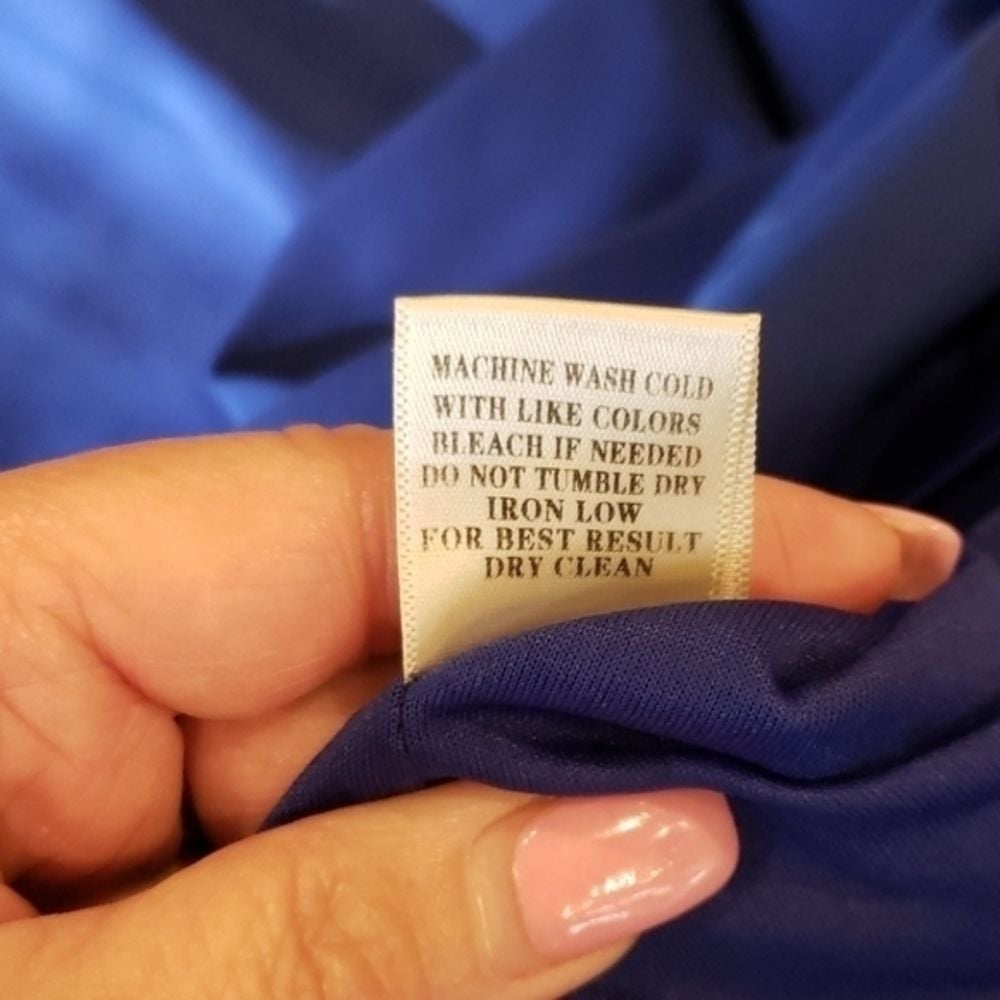 MACHINE WASH COLD
WITH LIKE COLORS
BLEACH IF NEEDED
DO NOT TUMBLE DRY
IRON LOW
FOR BEST RESULT
DRY CLEAN